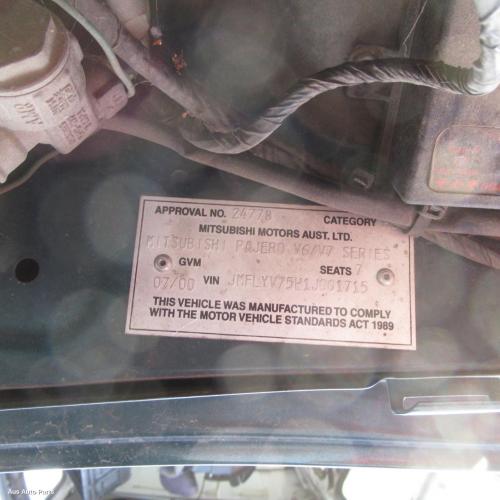 APPROVAL NO. 24778
CATEGORY
MITSUBISHI MOTORS AUST. LTD.
MITSUBISHI PAJERO V6/V7 SERIES
GVM
SEATS 7
07/00 VIN JMFLYV75W1J001715
THIS VEHICLE WAS MANUFACTURED TO COMPLY
WITH THE MOTOR VEHICLE STANDARDS ACT 1989
Aus Auto Parts